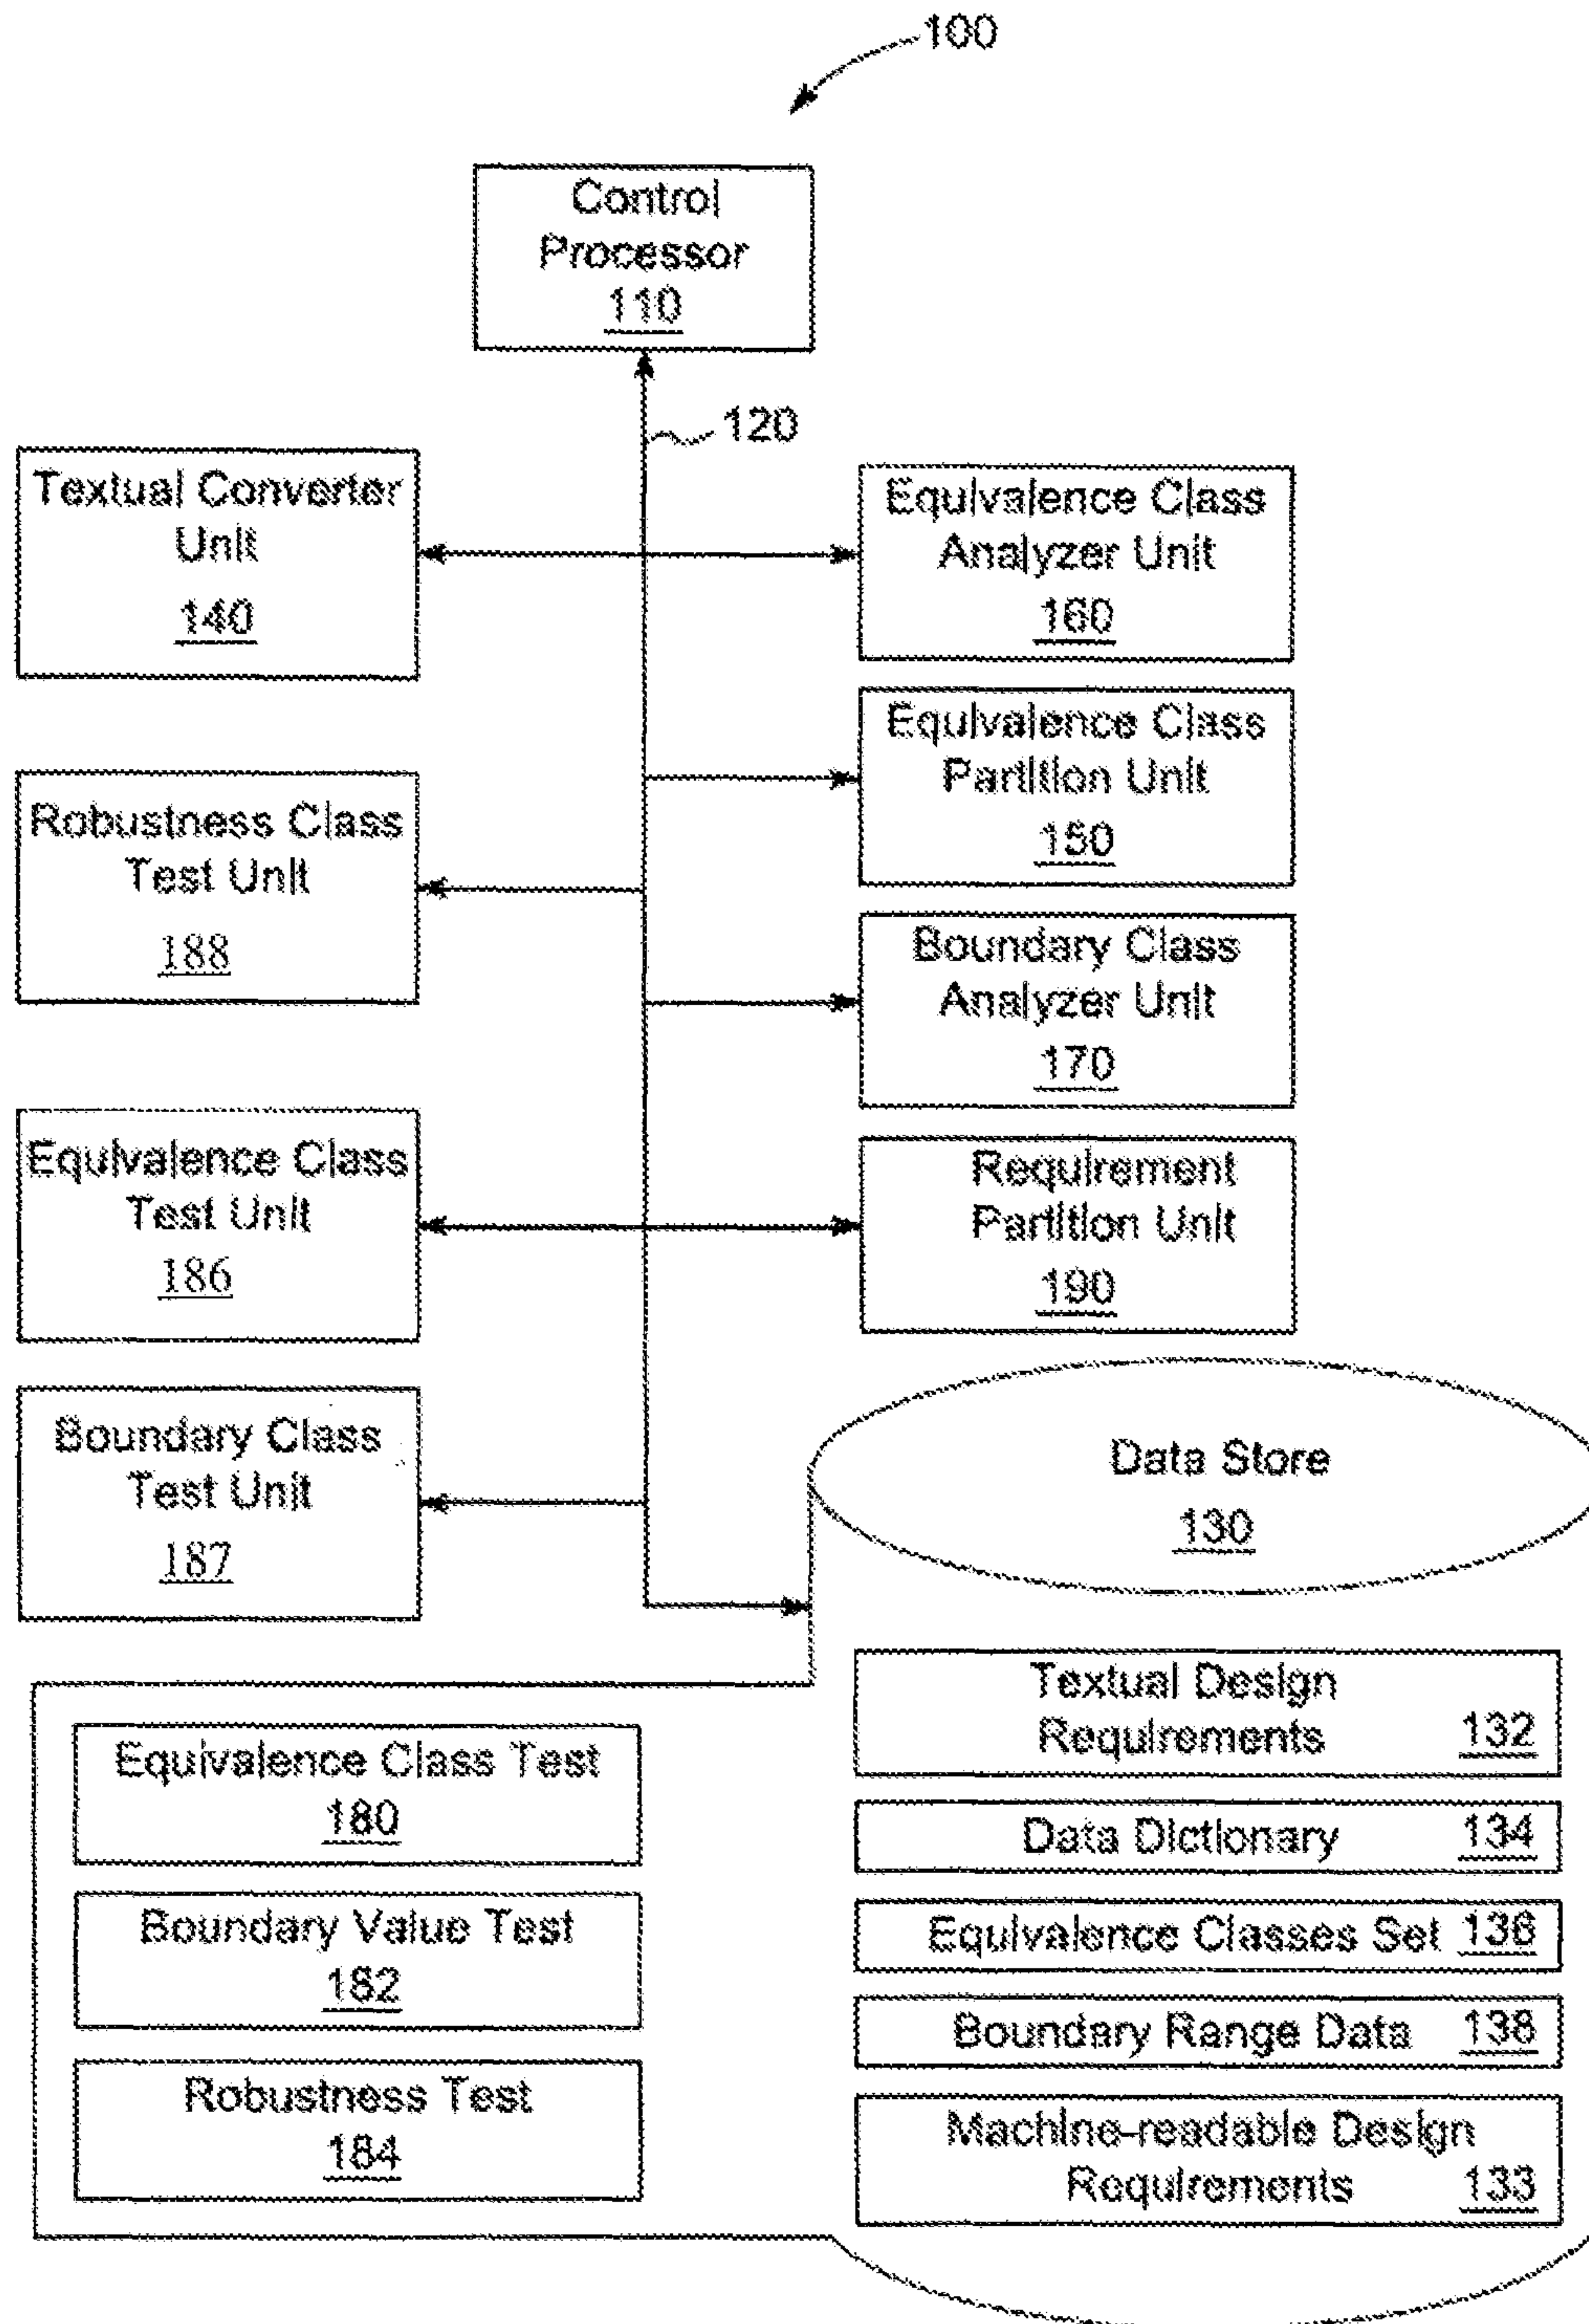 100
Control
Processor
110
120
Textual Converter
Unit
140
Equivalence Class
Analyzer Unit
160
Equivalence Class
Partition Unit
150
Robustness Class
Test Unit
188
Boundary Class
Analyzer Unit
170
Equivalence Class
Test Unit
186
Requirement
Partition Unit
190
Boundary Class
Test Unit
187
Data Store
130
Textual Design
Requirements 132
Data Dictionary 134
Equivalence Classes Set 136
Boundary Range Data 138
Machine-readable Design
Requirements 133
Equivalence Class Test
180
Boundary Value Test
182
Robustness Test
184